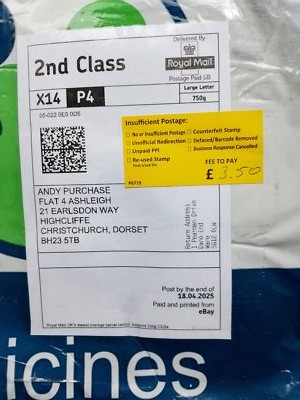 Delivered By
Royal Mail
Postage Paid GB
2nd Class
Large Letter
750g
X14 P4
Insufficient Postage:
No or Insufficient Postage
Counterfeit Stamp
Unofficial Redirection
Defaced/Barcode Removed
Unpaid PPI
Business Response Cancelled
Re-used Stamp
FEE TO PAY
£ 3.50
P6719
ANDY PURCHASE
FLAT 4 ASHLEIGH
21 EARLSDON WAY
HIGHCLIFFE
CHRISTCHURCH, DORSET
BH23 5TB
Return Address
Ware
Post by the end of
18.04.2025
Paid and printed from
eBay
icines